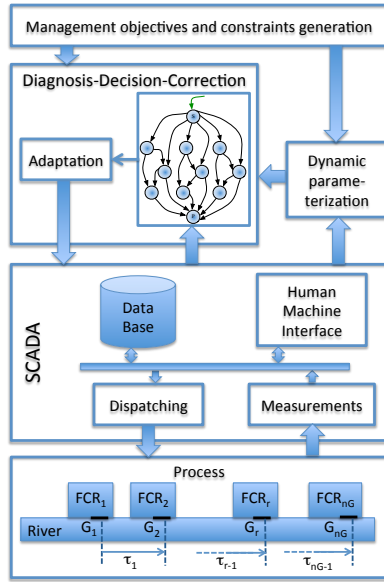 Management objectives and constraints generation
Diagnosis-Decision-Correction
Adaptation
S
R
Dynamic
parame-
terization
SCADA
Data
Base
Human
Machine
Interface
Dispatching
Measurements
Process
FCR1 FCR2 FCRr FCRnG
River G1 G2 Gr GnG
τ1 τr-1 τnG-1